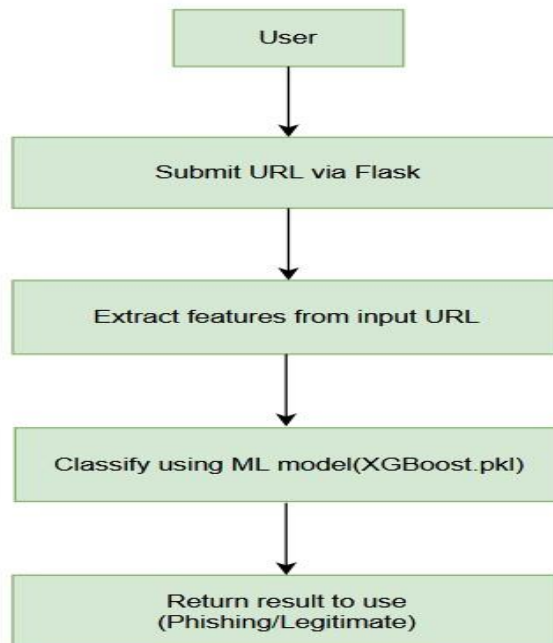 User
Submit URL via Flask
Extract features from input URL
Classify using ML model(XGBoost.pkl)
Return result to use
(Phishing/Legitimate)